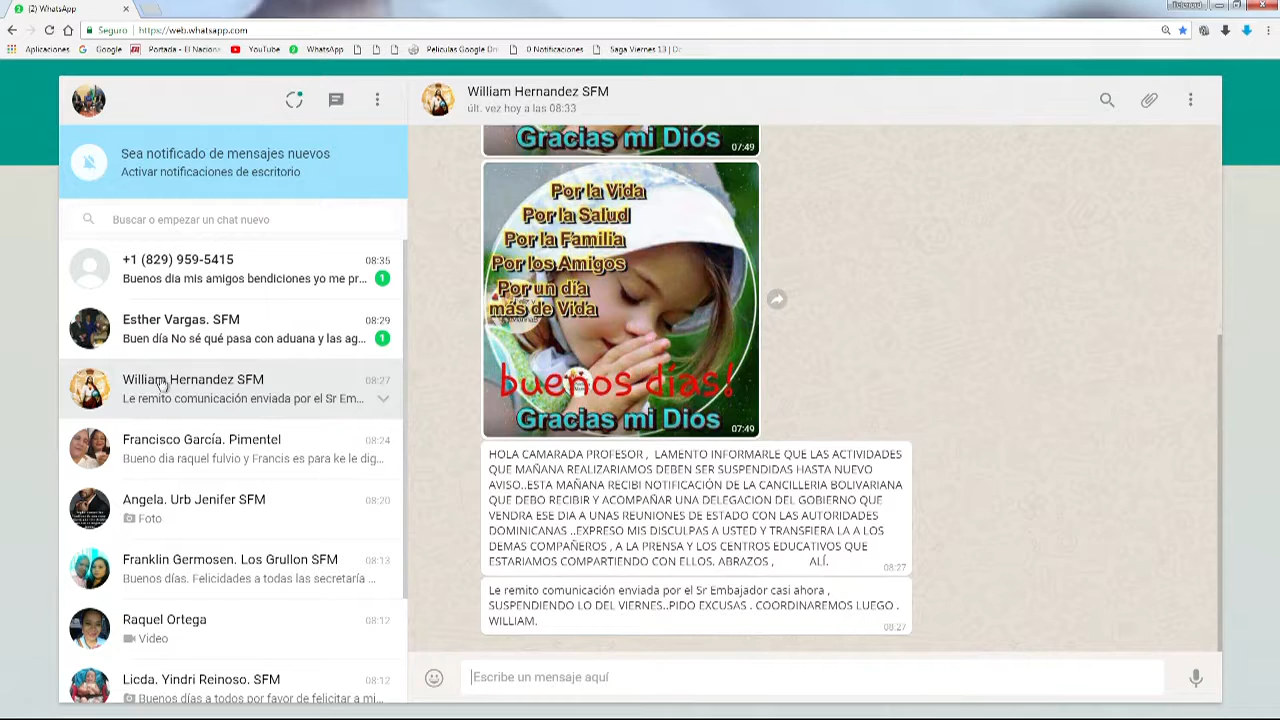 (2) WhatsApp
Seguro
https://web.whatsapp.com
Aplicaciones
Google
Portada - El Naciona
YouTube
WhatsApp
Peliculas Google Dri
0 Notificaciones
Saga Viernes 13 | De
William Hernandez SFM
últ. vez hoy a las 08:33
Sea notificado de mensajes nuevos
Activar notificaciones de escritorio
Buscar o empezar un chat nuevo
+1 (829) 959-5415
08:35
Buenos dia mis amigos bendiciones yo me pr...
1
Esther Vargas. SFM
08:29
Buen día No sé qué pasa con aduana y las ag...
1
William Hernandez SFM
08:27
Le remito comunicación enviada por el Sr Em...
Francisco García. Pimentel
08:24
Bueno dia raquel fulvio y Francis es para ke le dig...
Angela. Urb Jenifer SFM
08:20
Foto
Franklin Germosen. Los Grullon SFM
08:13
Buenos días. Felicidades a todas las secretaría ...
Raquel Ortega
08:12
Video
Licda. Yindri Reinoso. SFM
08:12
Buenos días a todos por favor de felicitar a mi...
Gracias mi Dios
07:49
Por la Vida
Por la Salud
Por la Familia
Por los Amigos
Por un día
más de Vida
buenos días!
Gracias mi Dios
07:49
HOLA CAMARADA PROFESOR , LAMENTO INFORMARLE QUE LAS ACTIVIDADES
QUE MAÑANA REALIZARIAMOS DEBEN SER SUSPENDIDAS HASTA NUEVO
AVISO..ESTA MAÑANA RECIBI NOTIFICACIÓN DE LA CANCILLERIA BOLIVARIANA
QUE DEBO RECIBIR Y ACOMPAÑAR UNA DELEGACION DEL GOBIERNO QUE
VENDRA ESE DIA A UNAS REUNIONES DE ESTADO CON LAS AUTORIDADES
DOMINICANAS ..EXPRESO MIS DISCULPAS A USTED Y TRANSFIERA LA A LOS
DEMAS COMPAÑEROS , A LA PRENSA Y LOS CENTROS EDUCATIVOS QUE
ESTARIAMOS COMPARTIENDO CON ELLOS. ABRAZOS , ALÍ.
08:27
Le remito comunicación enviada por el Sr Embajador casi ahora ,
SUSPENDIENDO LO DEL VIERNES..PIDO EXCUSAS . COORDINAREMOS LUEGO .
WILLIAM.
08:27
Escribe un mensaje aquí